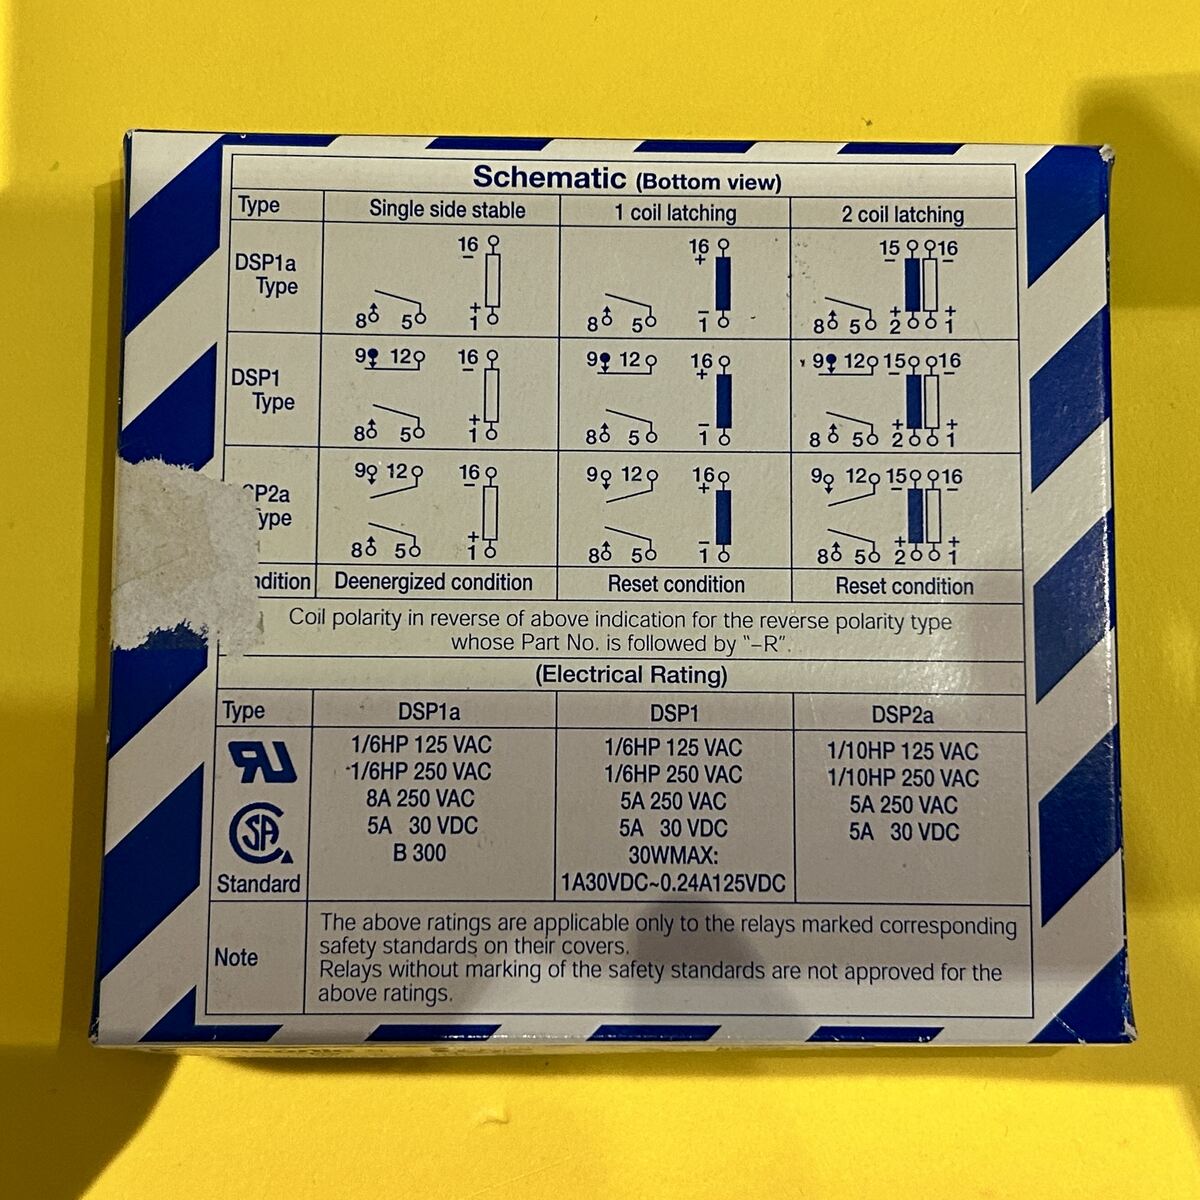 Schematic (Bottom view)
Type Single side stable 1 coil latching 2 coil latching
DSP1a
Type
16 − 8 5 + 1
16 + 8 5 − 1
15 − 16 − 8 5 + 2 + 1
DSP1
Type
9 12 16 − 8 5 + 1
9 12 16 + 8 5 − 1
9 12 15 − 16 − 8 5 + 2 + 1
P2a
ype
9 12 16 − 8 5 + 1
9 12 16 + 8 5 − 1
9 12 15 − 16 − 8 5 + 2 + 1
ndition Deenergized condition Reset condition Reset condition
Coil polarity in reverse of above indication for the reverse polarity type
whose Part No. is followed by “−R”.
(Electrical Rating)
Type DSP1a DSP1 DSP2a
1/6HP 125 VAC 1/6HP 125 VAC 1/10HP 125 VAC
1/6HP 250 VAC 1/6HP 250 VAC 1/10HP 250 VAC
8A 250 VAC 5A 250 VAC 5A 250 VAC
SA
5A 30 VDC 5A 30 VDC 5A 30 VDC
B 300 30WMAX:
Standard 1A30VDC~0.24A125VDC
Note
The above ratings are applicable only to the relays marked corresponding
safety standards on their covers.
Relays without marking of the safety standards are not approved for the
above ratings.